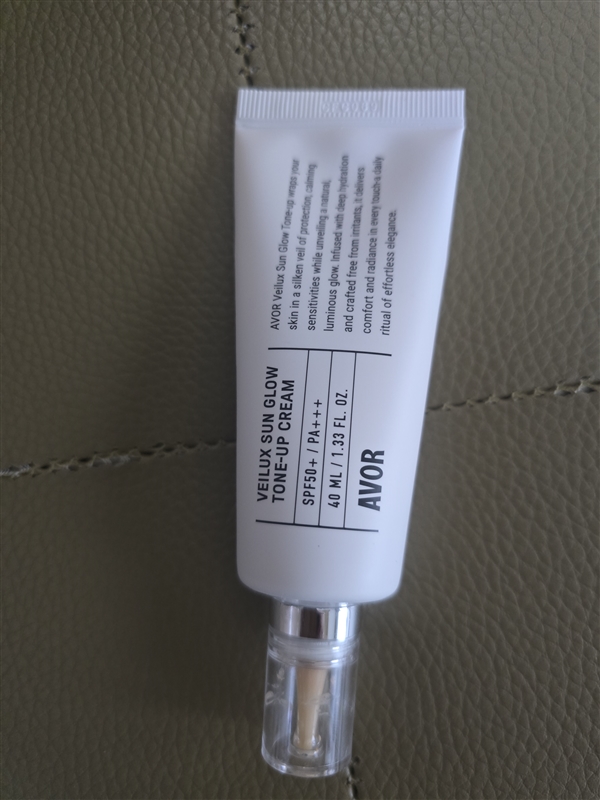 VEILUX SUN GLOW
TONE-UP CREAM
SPF50+ / PA+++
40 ML / 1.33 FL. OZ.
AVOR
AVOR Veilux Sun Glow Tone-up wraps your
skin in a silken veil of protection, calming
sensitivities while unveiling a natural,
luminous glow. Infused with deep hydration
and crafted free from irritants, it delivers
comfort and radiance in every touch-a daily
ritual of effortless elegance.